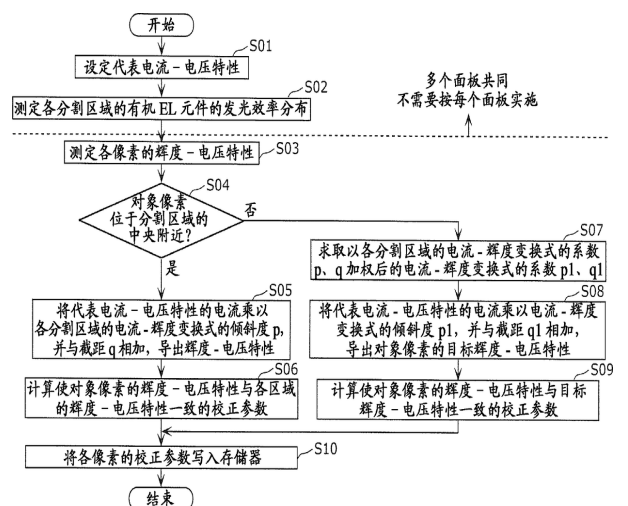 开始
S01
设定代表电流－电压特性
S02
测定各分割区域的有机 EL 元件的发光效率分布
多个面板共同
不需要按每个面板实施
S03
测定各像素的辉度－电压特性
S04
对象像素
位于分割区域的
中央附近？
否
是
S07
求取以各分割区域的电流-辉度变换式的系数
p、q 加权后的电流-辉度变换式的系数 p1、q1
S05
将代表电流－电压特性的电流乘以
各分割区域的电流-辉度变换式的倾斜度 p,
并与截距 q 相加，导出辉度-电压特性
S08
将代表电流-电压特性的电流乘以电流-辉度
变换式的倾斜度 p1，并与截距 q1 相加，
导出对象像素的目标辉度-电压特性
S06
计算使对象像素的辉度－电压特性与各区域
的辉度－电压特性一致的校正参数
S09
计算使对象像素的辉度－电压特性与目标
辉度－电压特性一致的校正参数
S10
将各像素的校正参数写入存储器
结束